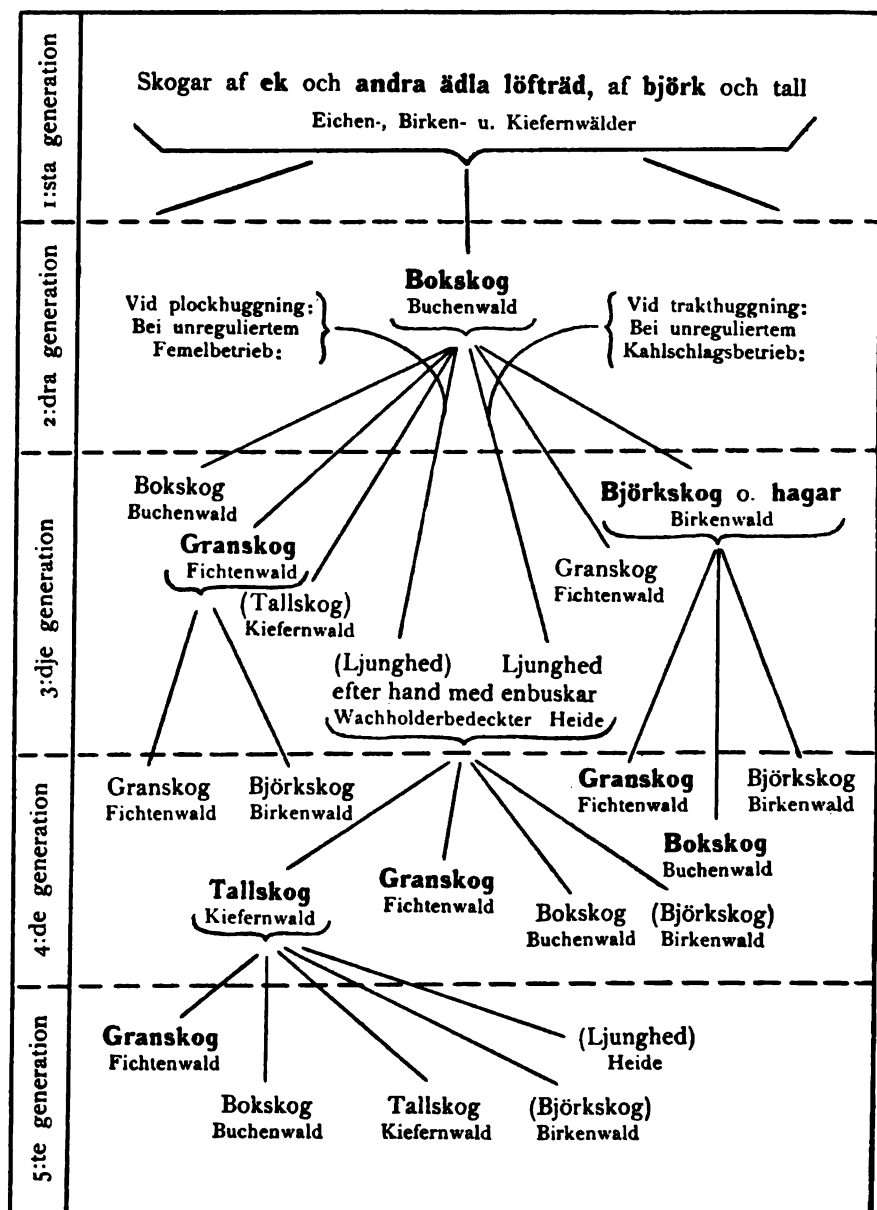 1:sta generation
Skogar af ek och andra ädla löfträd, af björk och tall
Eichen-, Birken- u. Kiefernwälder
2:dra generation
Bokskog
Buchenwald
Vid plockhuggning:
Bei unreguliertem
Femelbetrieb:
Vid trakthuggning:
Bei unreguliertem
Kahlschlagsbetrieb:
3:dje generation
Bokskog
Buchenwald
Granskog
Fichtenwald
(Tallskog)
Kiefernwald
Björkskog o. hagar
Birkenwald
Granskog
Fichtenwald
(Ljunghed) Ljunghed
efter hand med enbuskar
Wachholderbedeckter Heide
4:de generation
Granskog
Fichtenwald
Björkskog
Birkenwald
Granskog
Fichtenwald
Björkskog
Birkenwald
Bokskog
Buchenwald
Tallskog
Kiefernwald
Granskog
Fichtenwald
Bokskog
Buchenwald
(Björkskog)
Birkenwald
5:te generation
Granskog
Fichtenwald
(Ljunghed)
Heide
Bokskog
Buchenwald
Tallskog
Kiefernwald
(Björkskog)
Birkenwald